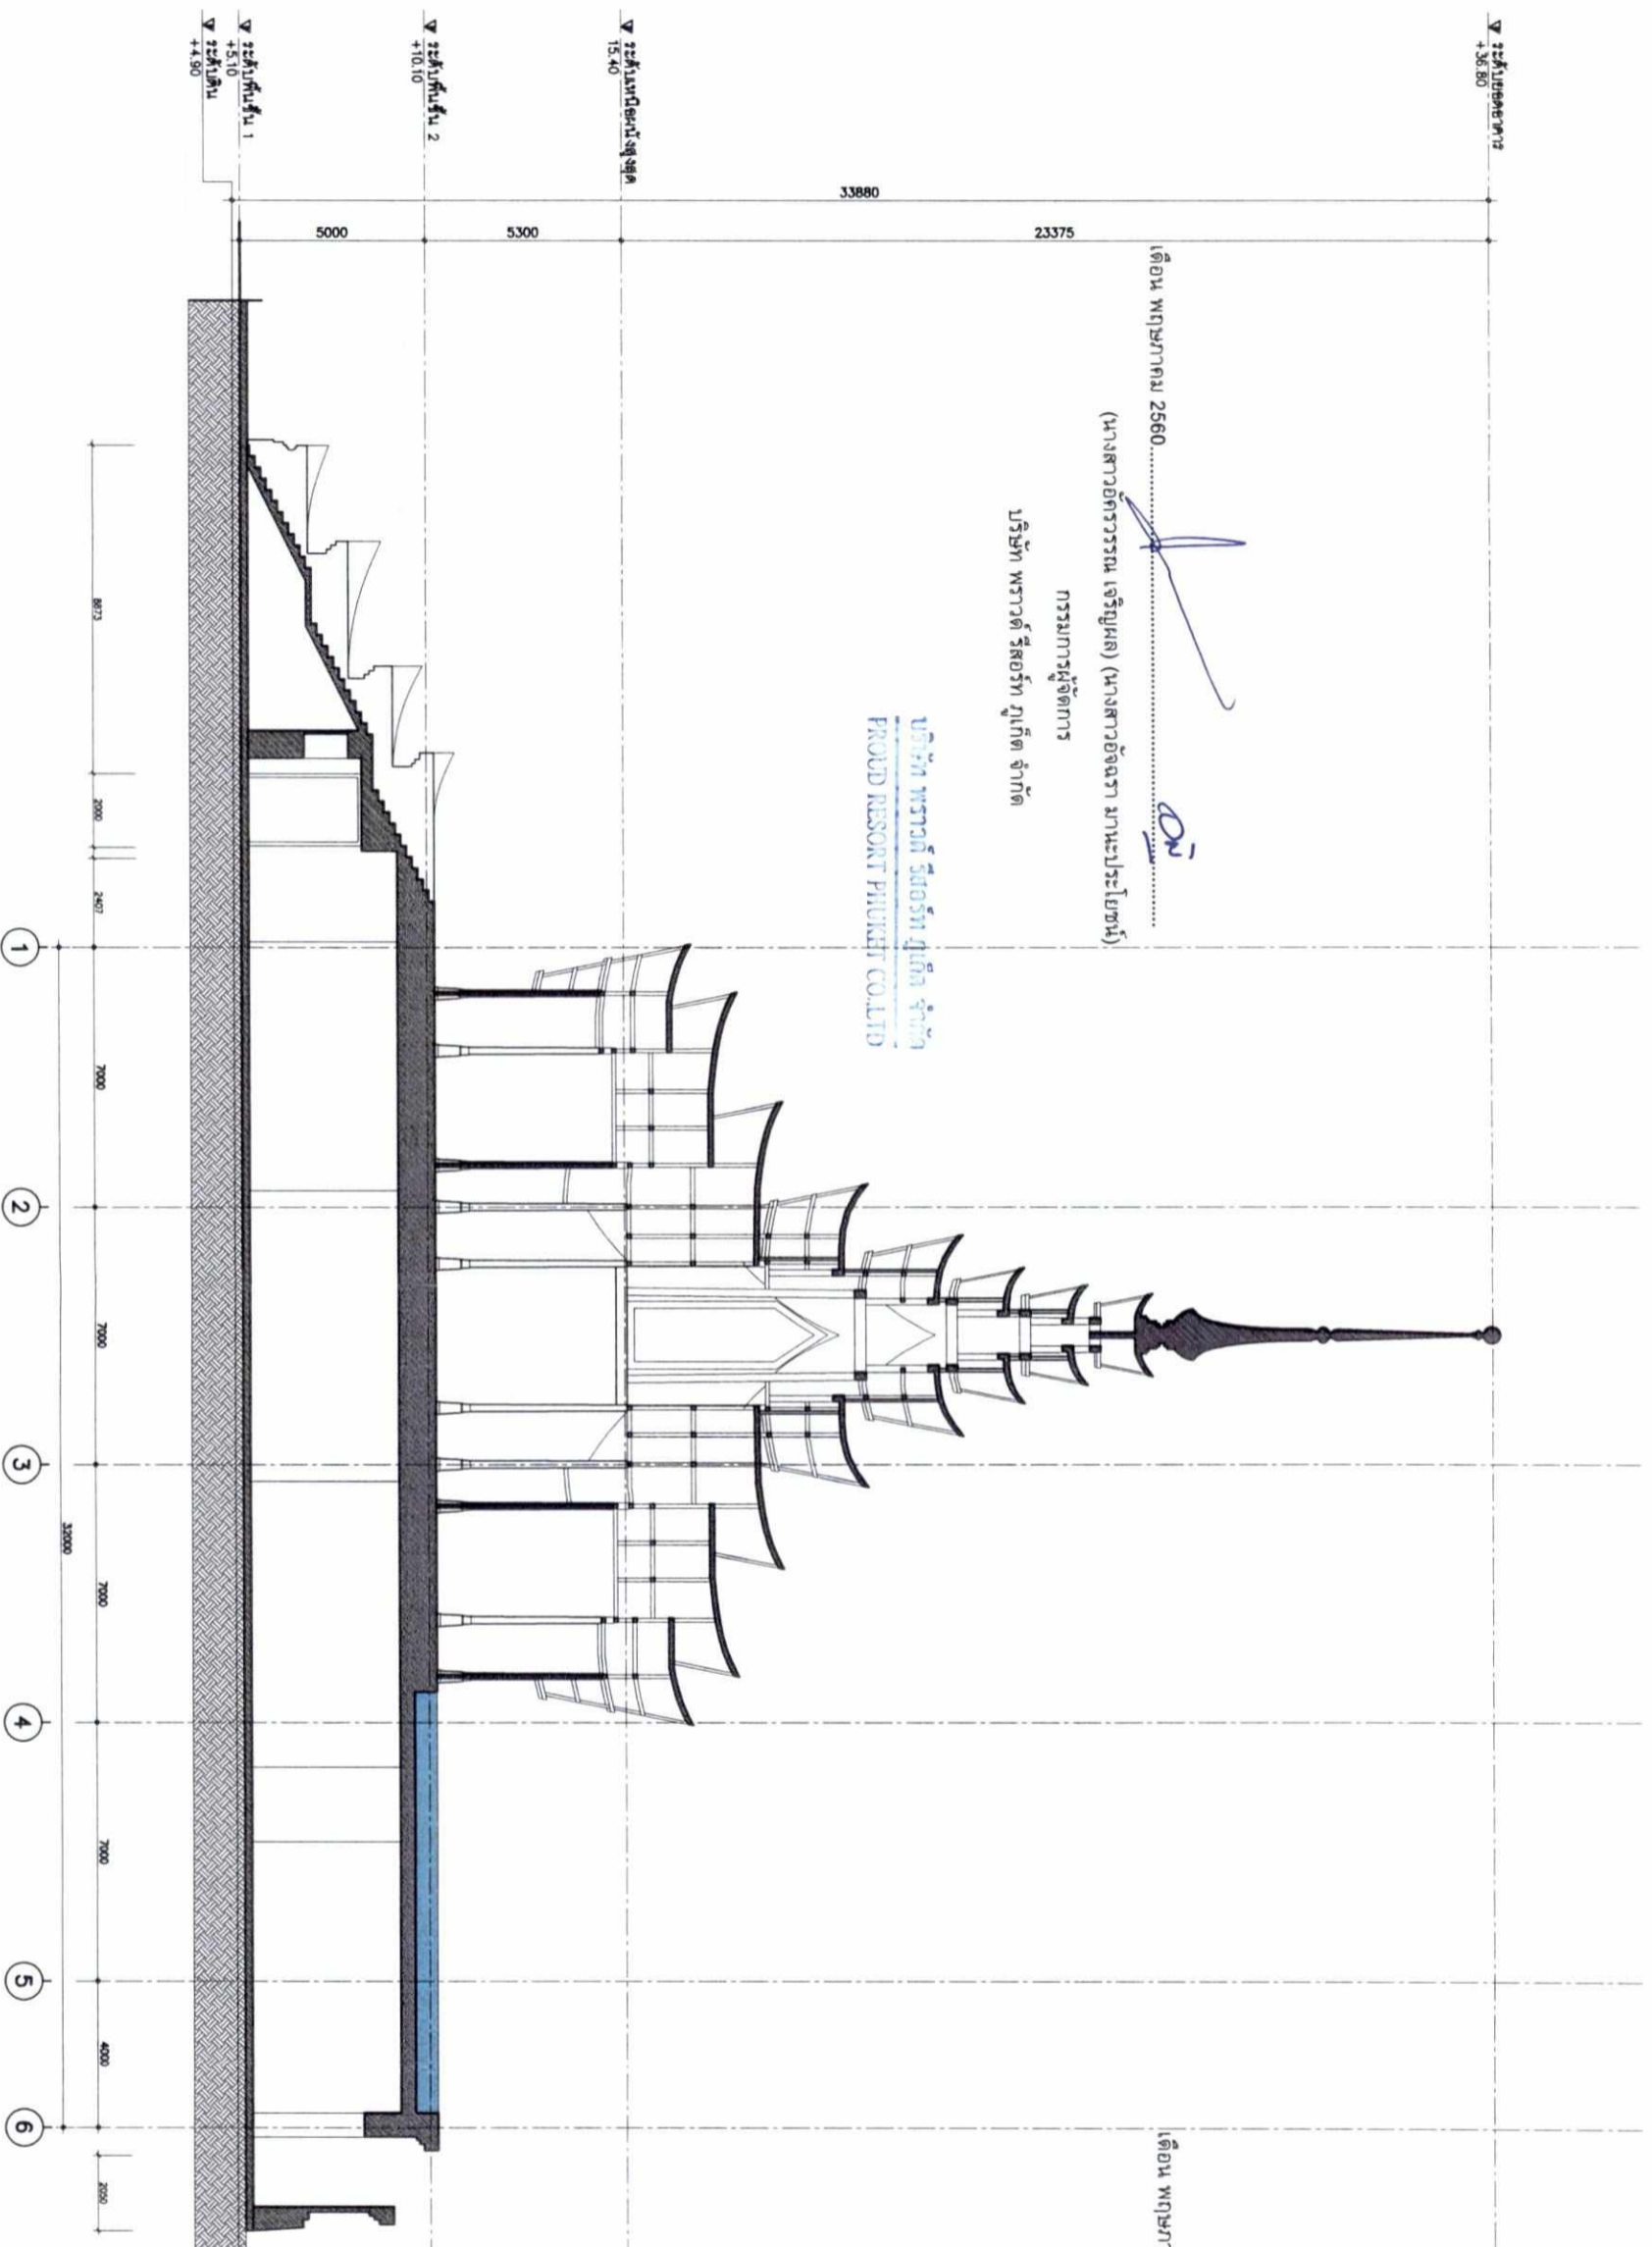 ▽ ระดับยอดอาคาร
+36.80
▽ ระดับเหนือผนังสูงสุด
15.40
▽ ระดับพื้นชั้น 2
+10.10
▽ ระดับพื้นชั้น 1
+5.10
▽ ระดับดิน
+4.90
33880
23375
5300
5000
เดือน พฤษภาคม 2560
(นางสาวอัครวรรณ เจริญผล) (นางสาวอัจฉรา มานะประโยชน์)
กรรมการผู้จัดการ
บริษัท พราวด์ รีสอร์ท ภูเก็ต จำกัด
บริษัท พราวด์ รีสอร์ท ภูเก็ต จำกัด
PROUD RESORT PHUKET CO.,LTD
เดือน พฤษภา
8873
2000
2407
7000
7000
7000
7000
4000
2050
32000
1
2
3
4
5
6